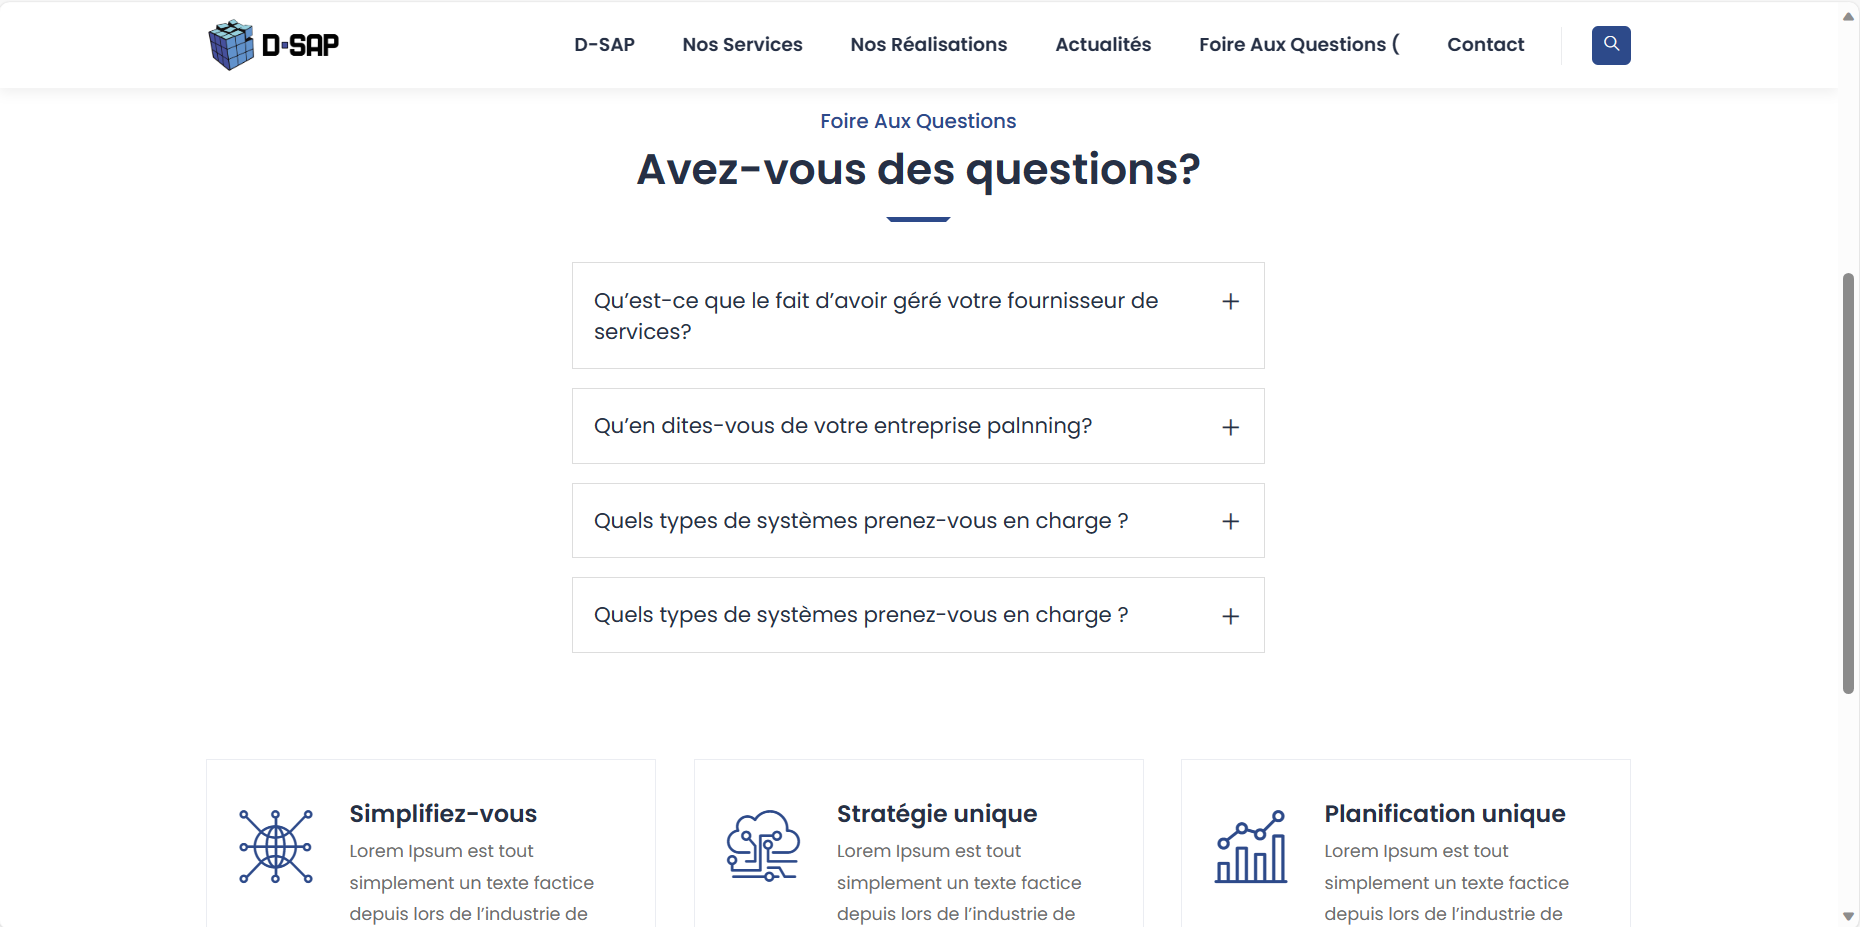 D-SAP
D-SAP
Nos Services
Nos Réalisations
Actualités
Foire Aux Questions (
Contact
Foire Aux Questions
Avez-vous des questions?
Qu’est-ce que le fait d’avoir géré votre fournisseur de
services?
Qu’en dites-vous de votre entreprise palnning?
Quels types de systèmes prenez-vous en charge ?
Quels types de systèmes prenez-vous en charge ?
Simplifiez-vous
Lorem Ipsum est tout
simplement un texte factice
depuis lors de l’industrie de
Stratégie unique
Lorem Ipsum est tout
simplement un texte factice
depuis lors de l’industrie de
Planification unique
Lorem Ipsum est tout
simplement un texte factice
depuis lors de l’industrie de